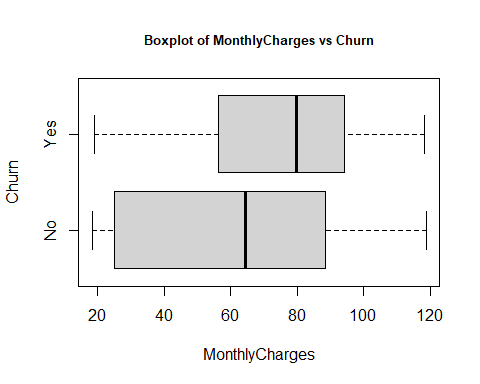 Boxplot of MonthlyCharges vs Churn
Churn
Yes
No
20 40 60 80 100 120
MonthlyCharges